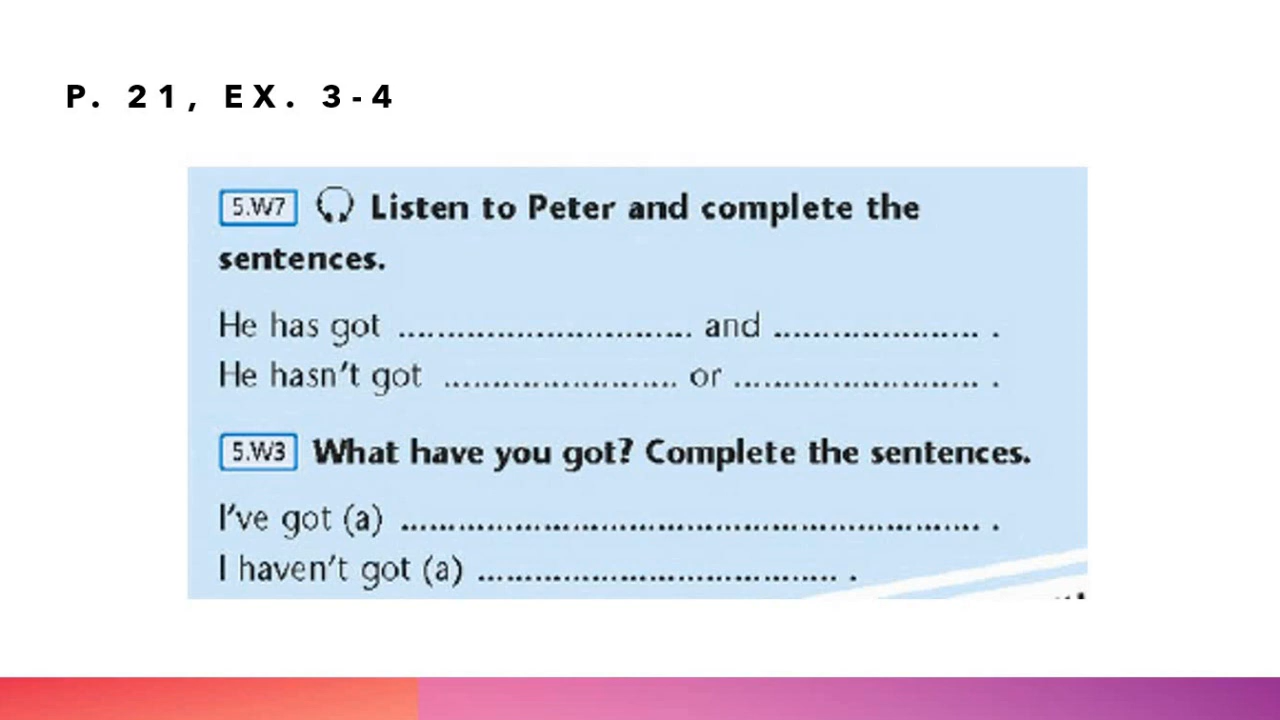 P. 21, EX. 3-4
5.W7 Listen to Peter and complete the
sentences.
He has got .............................. and ..................... .
He hasn't got ........................ or ......................... .
5.W3 What have you got? Complete the sentences.
I've got (a) ............................................................ .
I haven't got (a) ..................................... .